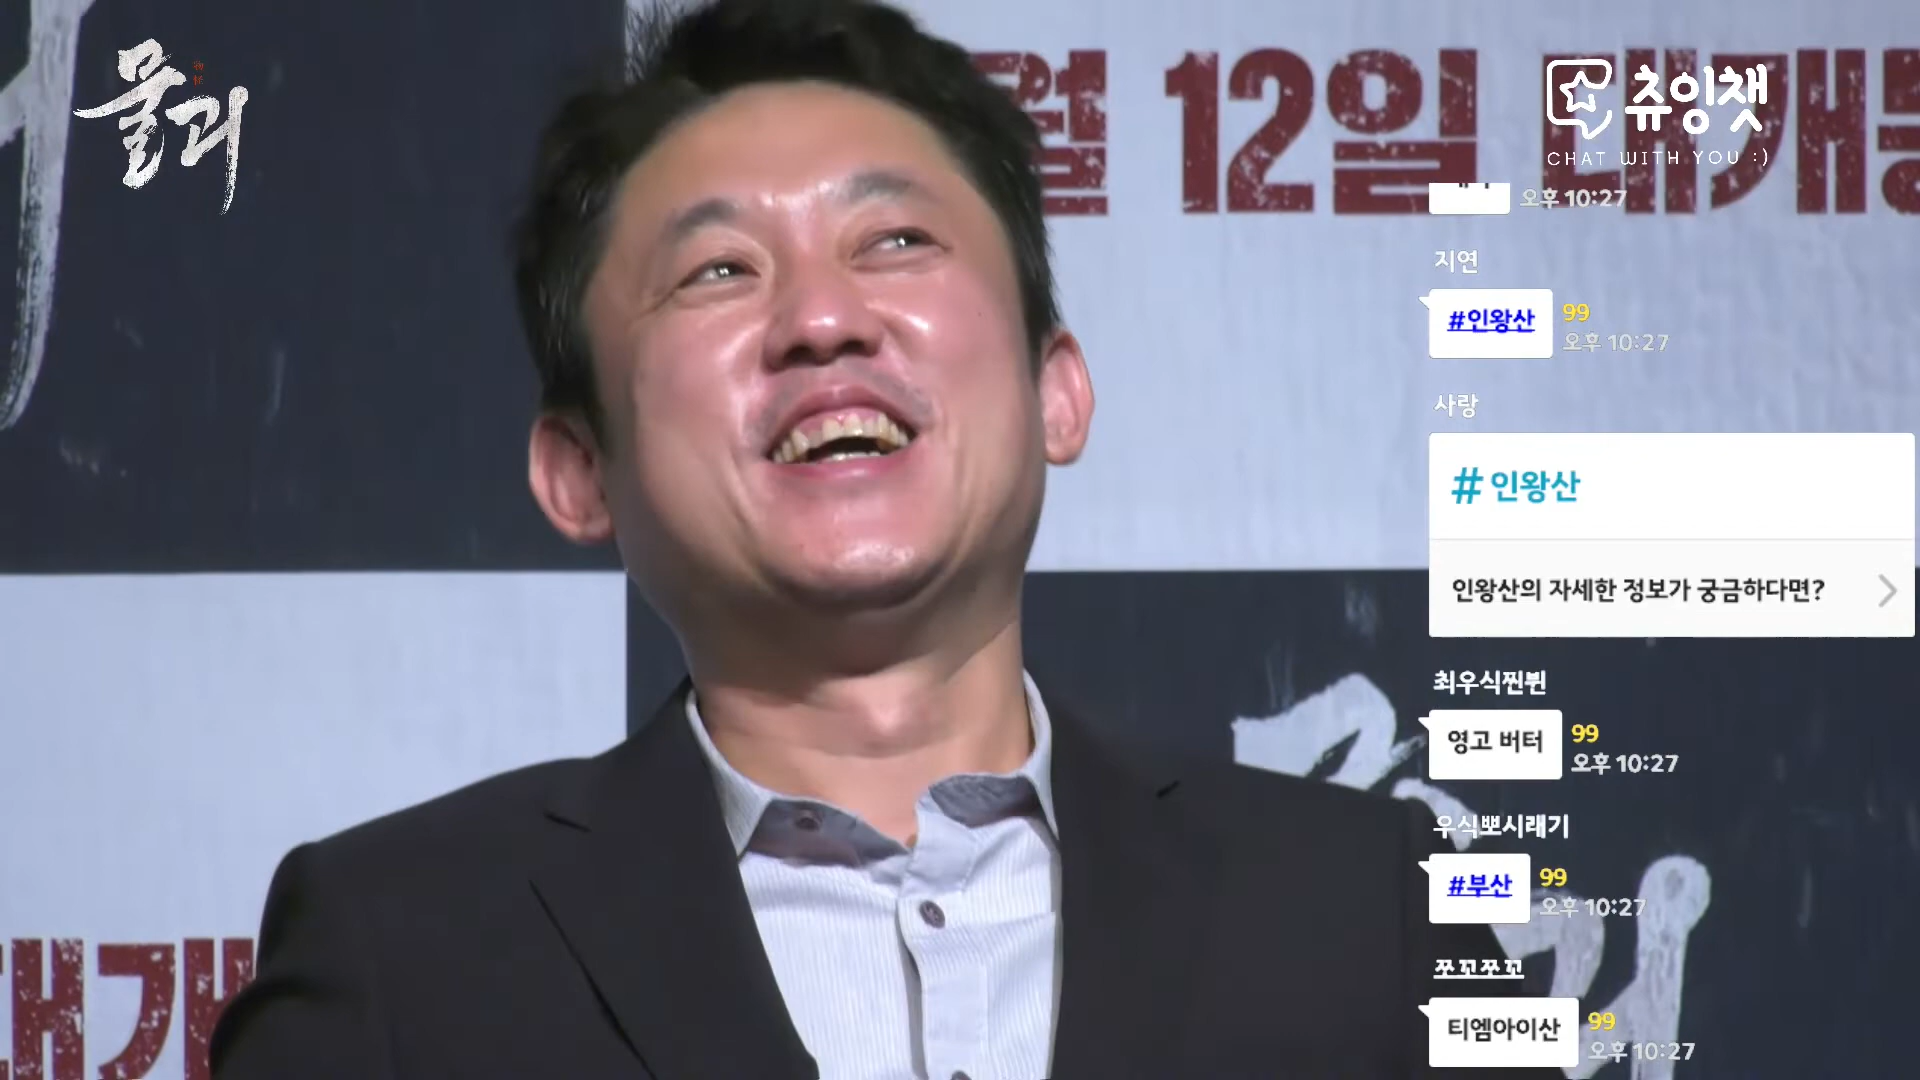 물괴
物
怪
월 12일 대개봉
츄잉챗
CHAT WITH YOU :)
오후 10:27
지연
#인왕산
99
오후 10:27
사랑
# 인왕산
인왕산의 자세한 정보가 궁금하다면?
최우식찐뷘
영고 버터
99
오후 10:27
우식뽀시래기
#부산
99
오후 10:27
쪼꼬쪼꼬
티엠아이산
99
오후 10:27
대개